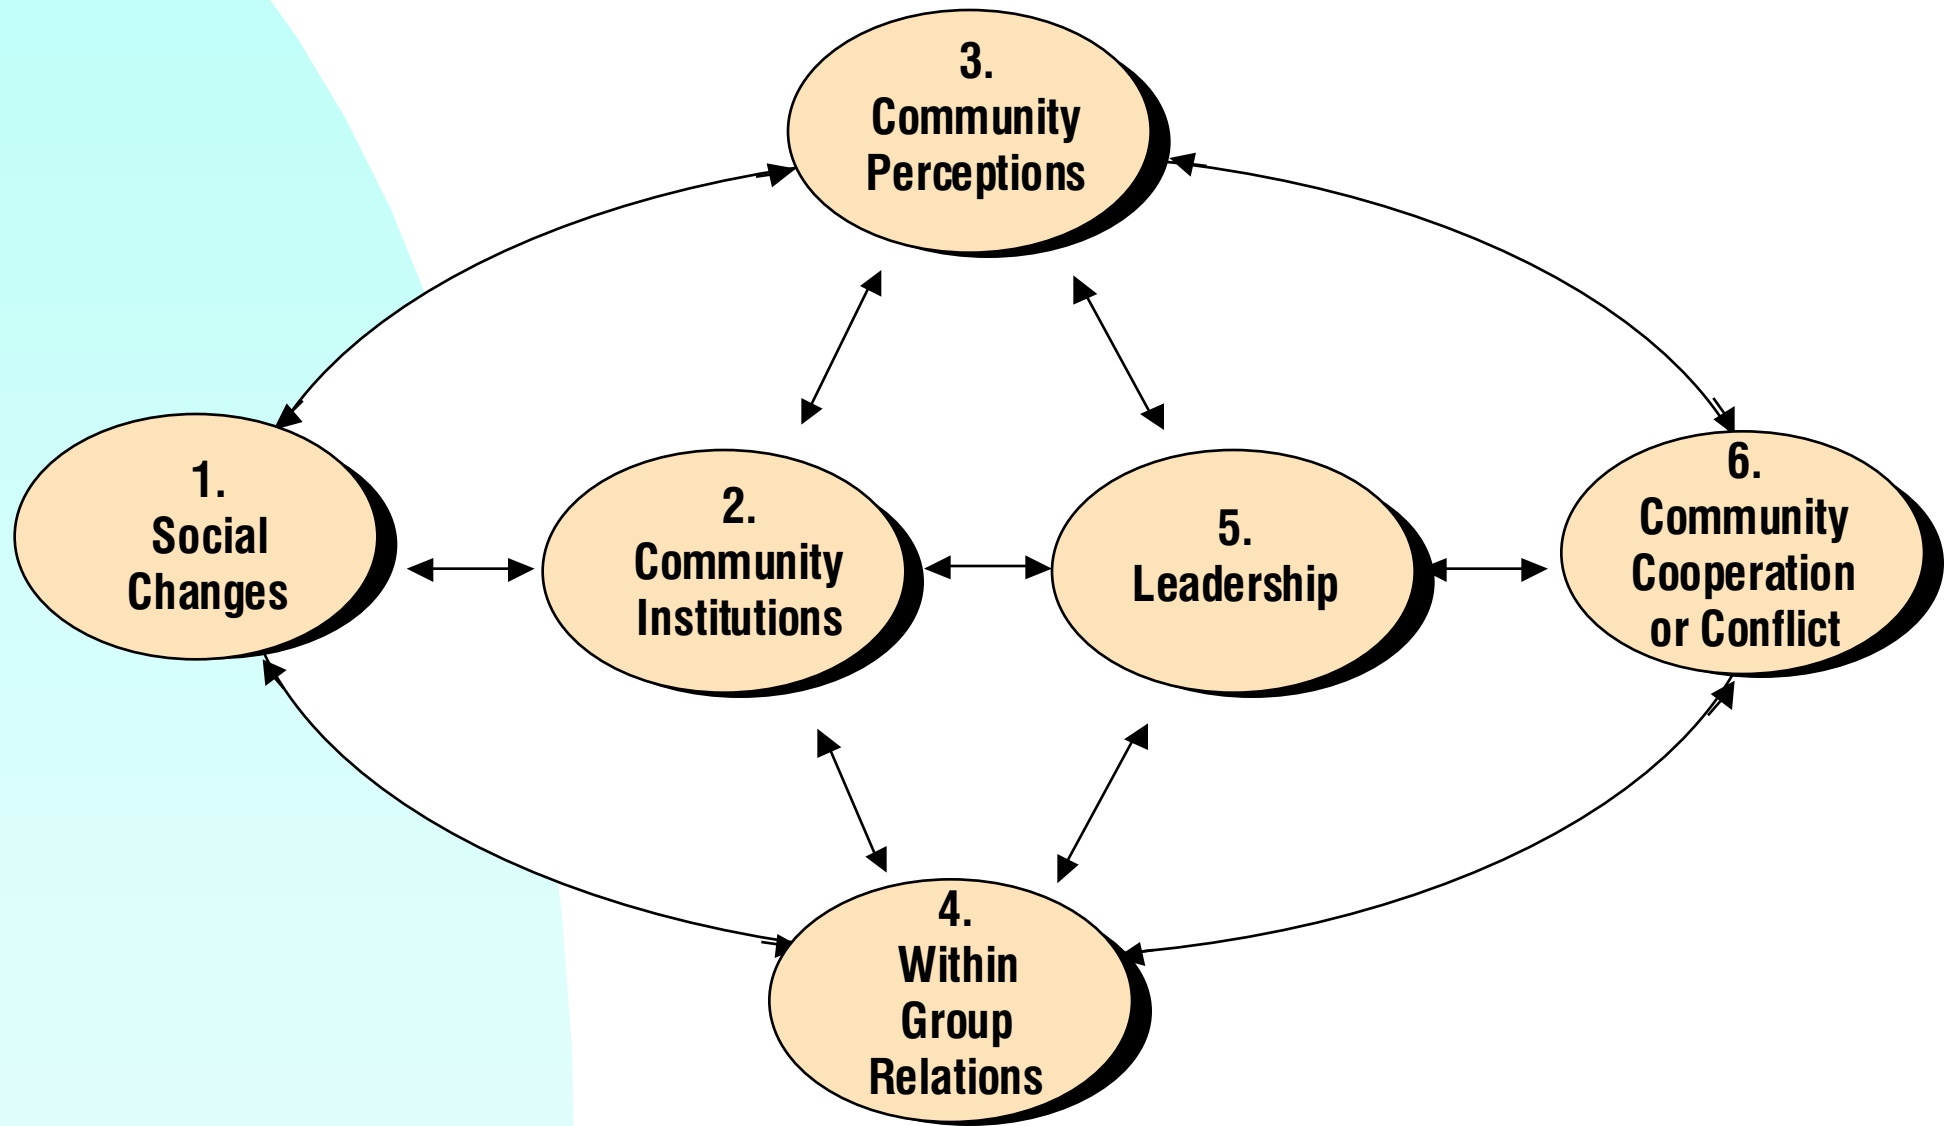 3.
Community
Perceptions
1.
Social
Changes
2.
Community
Institutions
5.
Leadership
6.
Community
Cooperation
or Conflict
4.
Within
Group
Relations